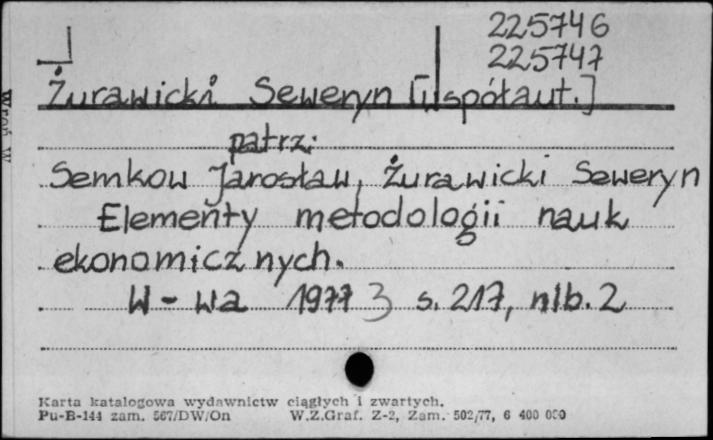 225746
225747
Żurawicki Seweryn [współaut.]
patrz:
Semkow Jarosław, Żurawicki Seweryn
Elementy metodologii nauk
ekonomicznych.
W-wa 1977 3 s. 217, nlb. 2
Karta katalogowa wydawnictw ciągłych i zwartych.
Pu-B-144 zam. 567/DW/On W.Z.Graf. Z-2, Zam. 502/77, 6 400 000